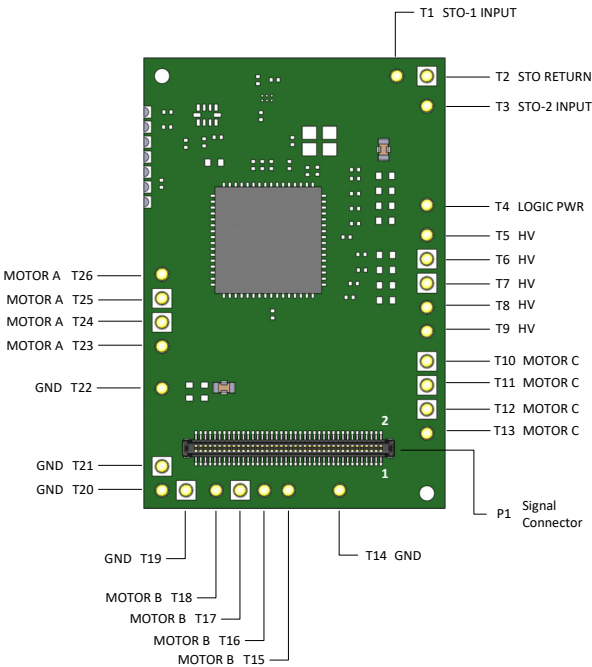 T1 STO-1 INPUT
T2 STO RETURN
T3 STO-2 INPUT
T4 LOGIC PWR
T5 HV
T6 HV
T7 HV
T8 HV
T9 HV
T10 MOTOR C
T11 MOTOR C
T12 MOTOR C
T13 MOTOR C
MOTOR A T26
MOTOR A T25
MOTOR A T24
MOTOR A T23
GND T22
GND T21
GND T20
2
1
P1 Signal
Connector
GND T19
T14 GND
MOTOR B T18
MOTOR B T17
MOTOR B T16
MOTOR B T15